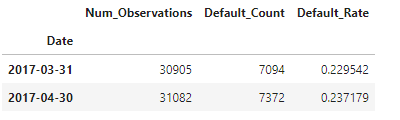 Num_Observations Default_Count Default_Rate
Date
2017-03-31 30905 7094 0.229542
2017-04-30 31082 7372 0.237179